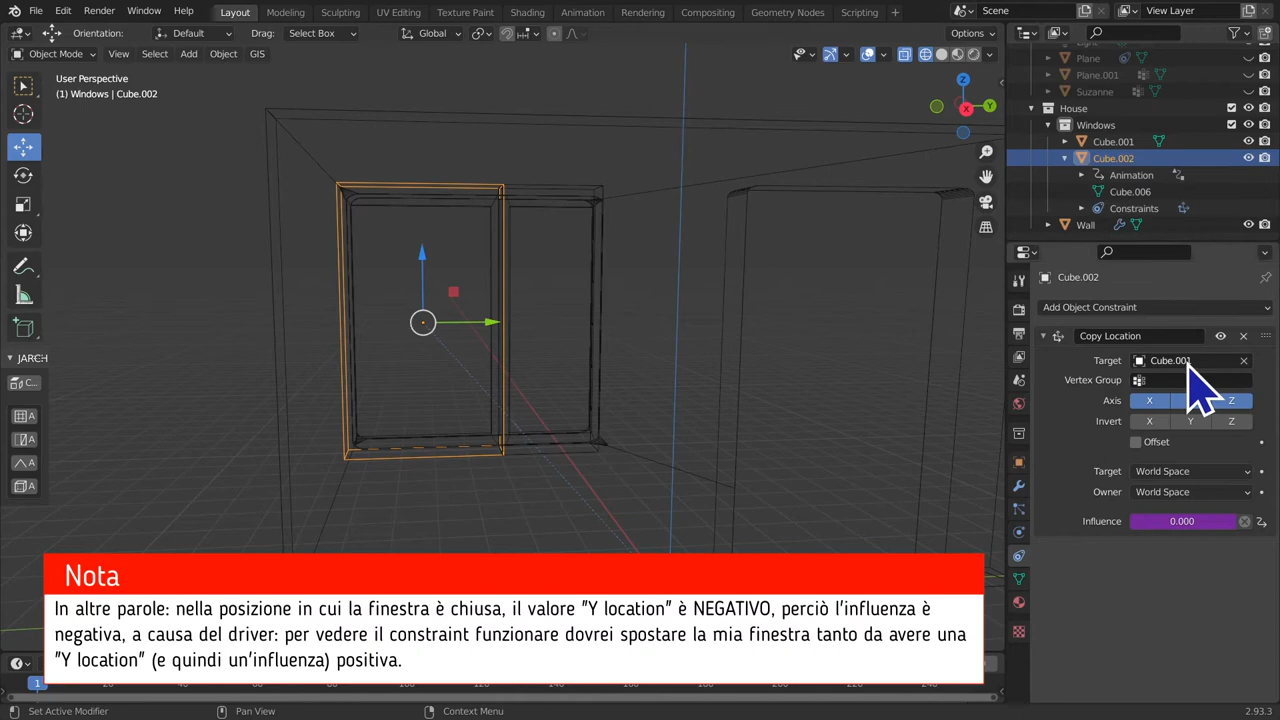 File Edit Render Window Help Layout Modeling Sculpting UV Editing Texture Paint Shading Animation Rendering Compositing Geometry Nodes Scripting + Scene View Layer
Orientation: Default Drag: Select Box Global Options
Object Mode View Select Add Object GIS
User Perspective
(1) Windows | Cube.002
Z
Y
X
JARCH
C...
A
A
A
A
Plane
Plane.001
Suzanne
House
Windows
Cube.001
Cube.002
Animation
Cube.006
Constraints
Wall
Cube.002
Add Object Constraint
Copy Location
Target Cube.001
Vertex Group
Axis X Z
Invert X Y Z
Offset
Target World Space
Owner World Space
Influence 0.000
Nota
In altre parole: nella posizione in cui la finestra è chiusa, il valore "Y location" è NEGATIVO, perciò l'influenza è
negativa, a causa del driver: per vedere il constraint funzionare dovrei spostare la mia finestra tanto da avere una
"Y location" (e quindi un'influenza) positiva.
1
Set Active Modifier Pan View Context Menu 2.93.3